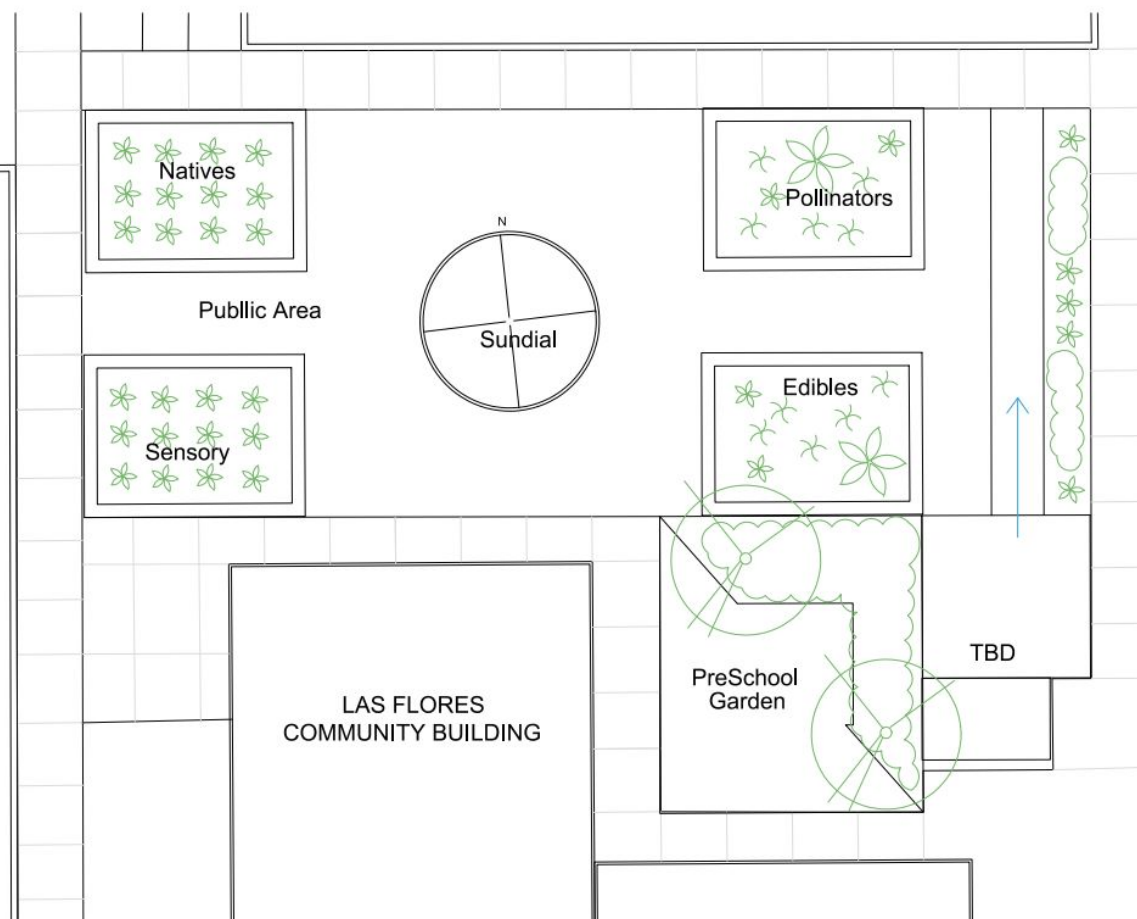 Natives
Pollinators
N
Publlic Area
Sundial
Edibles
Sensory
TBD
PreSchool
Garden
LAS FLORES
COMMUNITY BUILDING